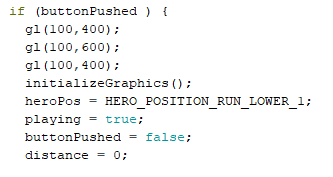 if (buttonPushed ) {
gl(100,400);
gl(100,600);
gl(100,400);
initializeGraphics();
heroPos = HERO_POSITION_RUN_LOWER_1;
playing = true;
buttonPushed = false;
distance = 0;